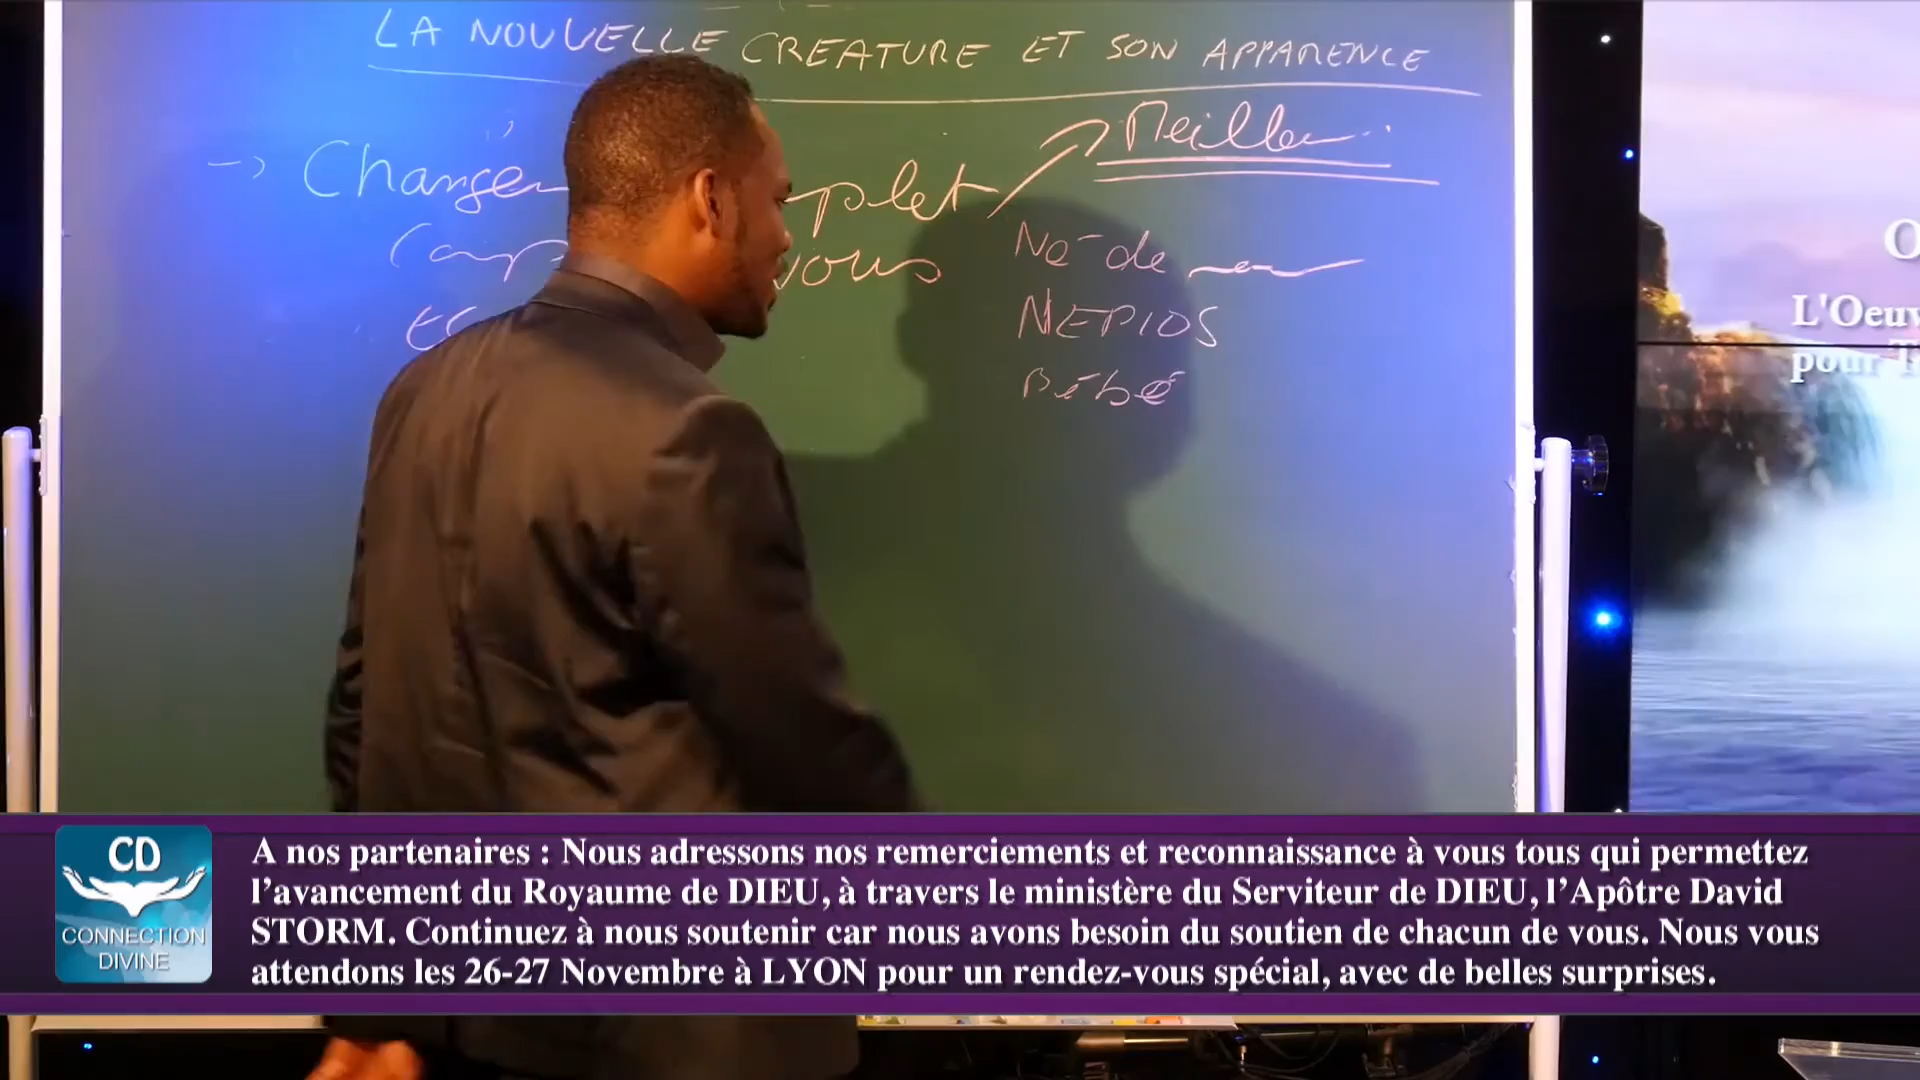 LA NOUVELLE CREATURE ET SON APPARENCE
→ Changem plet Meilleu
vous
Né de
NEPIOS
Bébé
O
L'Oeuv
pour T
CD
CONNECTION
DIVINE
A nos partenaires : Nous adressons nos remerciements et reconnaissance à vous tous qui permettez
l’avancement du Royaume de DIEU, à travers le ministère du Serviteur de DIEU, l’Apôtre David
STORM. Continuez à nous soutenir car nous avons besoin du soutien de chacun de vous. Nous vous
attendons les 26-27 Novembre à LYON pour un rendez-vous spécial, avec de belles surprises.